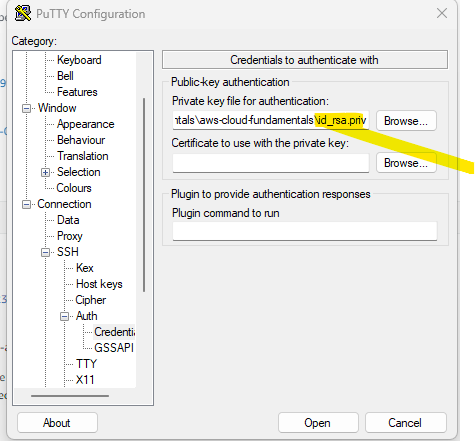 PuTTY Configuration
Category:
Keyboard
Bell
Features
Window
Appearance
Behaviour
Translation
Selection
Colours
Connection
Data
Proxy
SSH
Kex
Host keys
Cipher
Auth
Credentia
GSSAPI
TTY
X11
Credentials to authenticate with
Public-key authentication
Private key file for authentication:
ntals\aws-cloud-fundamentals\id_rsa.priv
Browse...
Certificate to use with the private key:
Browse...
Plugin to provide authentication responses
Plugin command to run
About
Open
Cancel